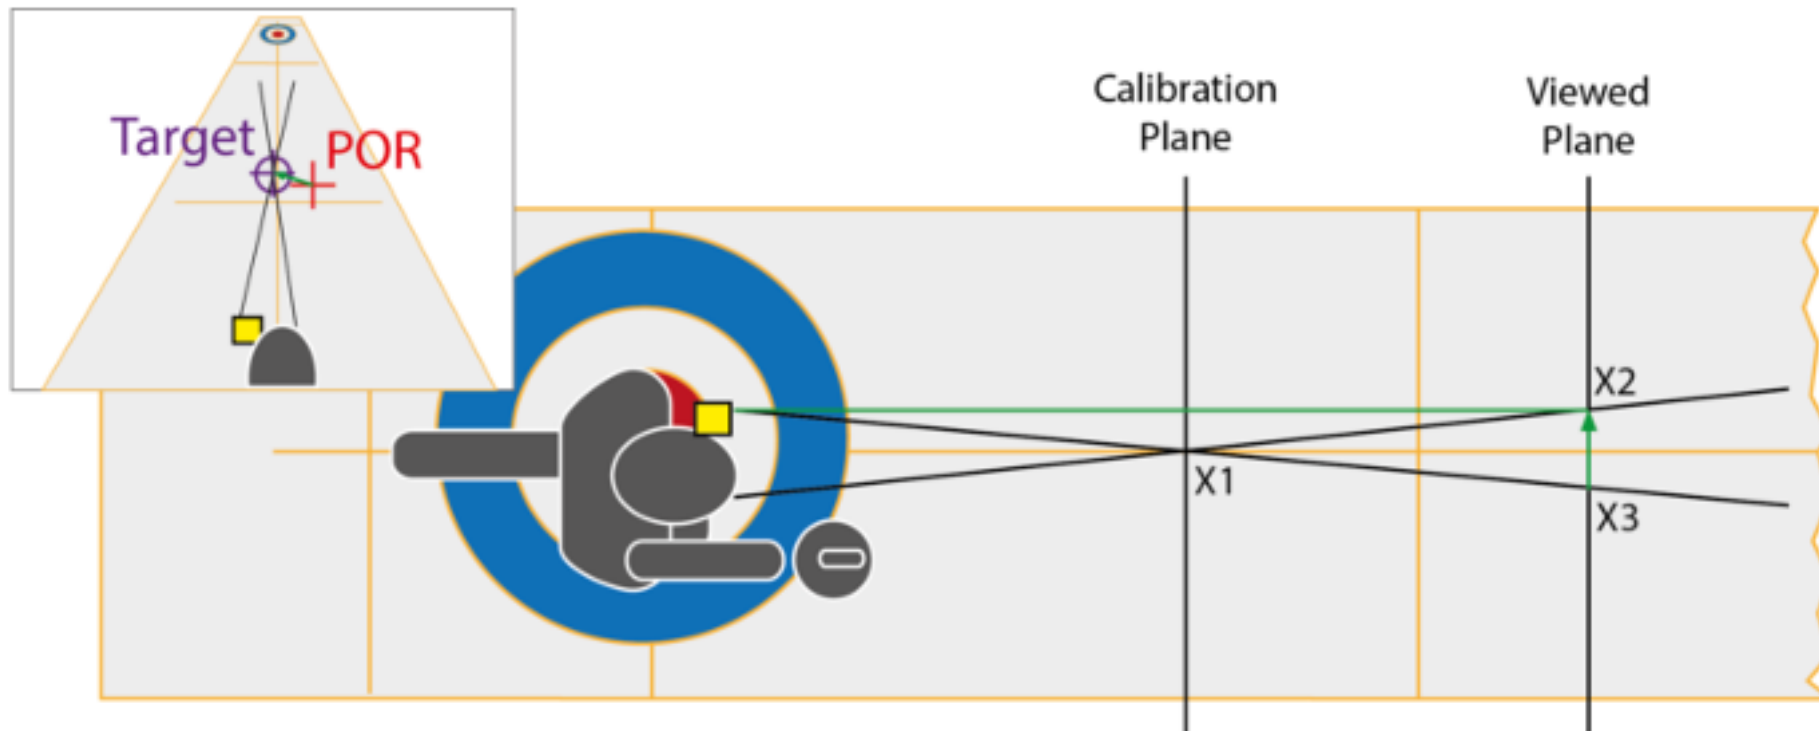 Target
POR
Calibration
Plane
Viewed
Plane
X1
X2
X3